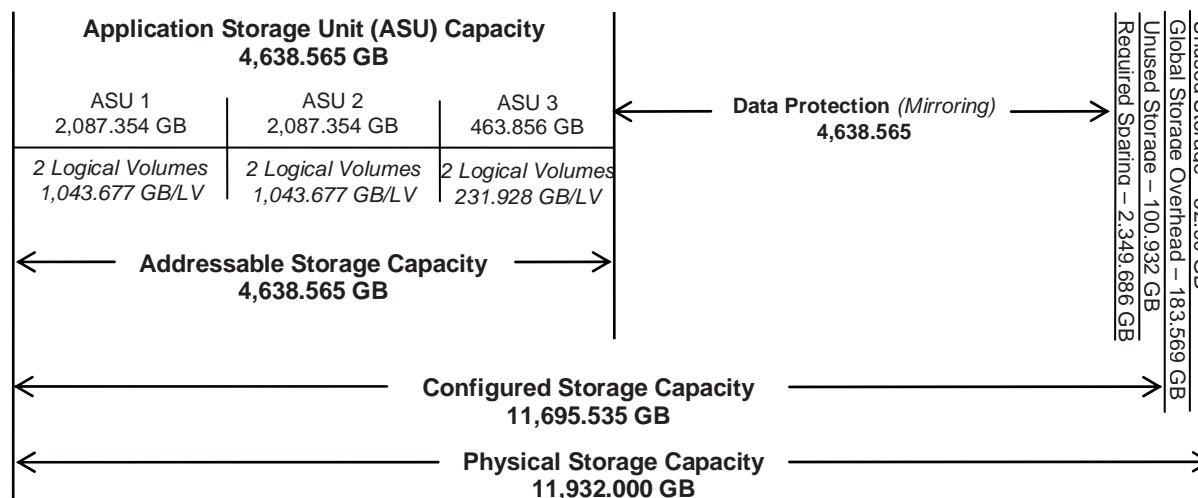 Application Storage Unit (ASU) Capacity
4,638.565 GB
ASU 1
2,087.354 GB
ASU 2
2,087.354 GB
ASU 3
463.856 GB
2 Logical Volumes
1,043.677 GB/LV
2 Logical Volumes
1,043.677 GB/LV
2 Logical Volumes
231.928 GB/LV
Addressable Storage Capacity
4,638.565 GB
Data Protection (Mirroring)
4,638.565
Required Sparing – 2,349.686 GB
Unused Storage – 100.932 GB
Global Storage Overhead – 183.569 GB
Configured Storage Capacity
11,695.535 GB
Physical Storage Capacity
11,932.000 GB